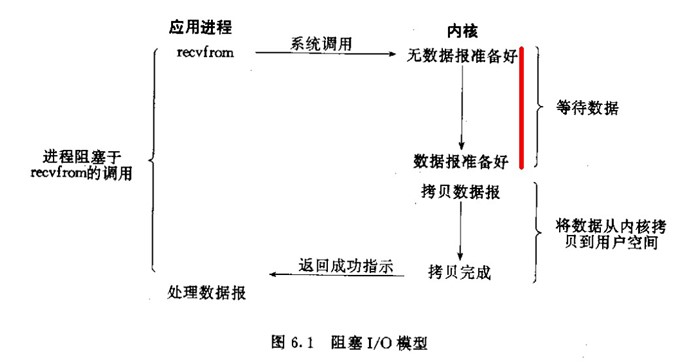 应用进程
内核
recvfrom
系统调用
无数据报准备好
等待数据
进程阻塞于
recvfrom的调用
数据报准备好
拷贝数据报
将数据从内核拷
贝到用户空间
返回成功指示
拷贝完成
处理数据报
图 6.1 阻塞 I/O 模型